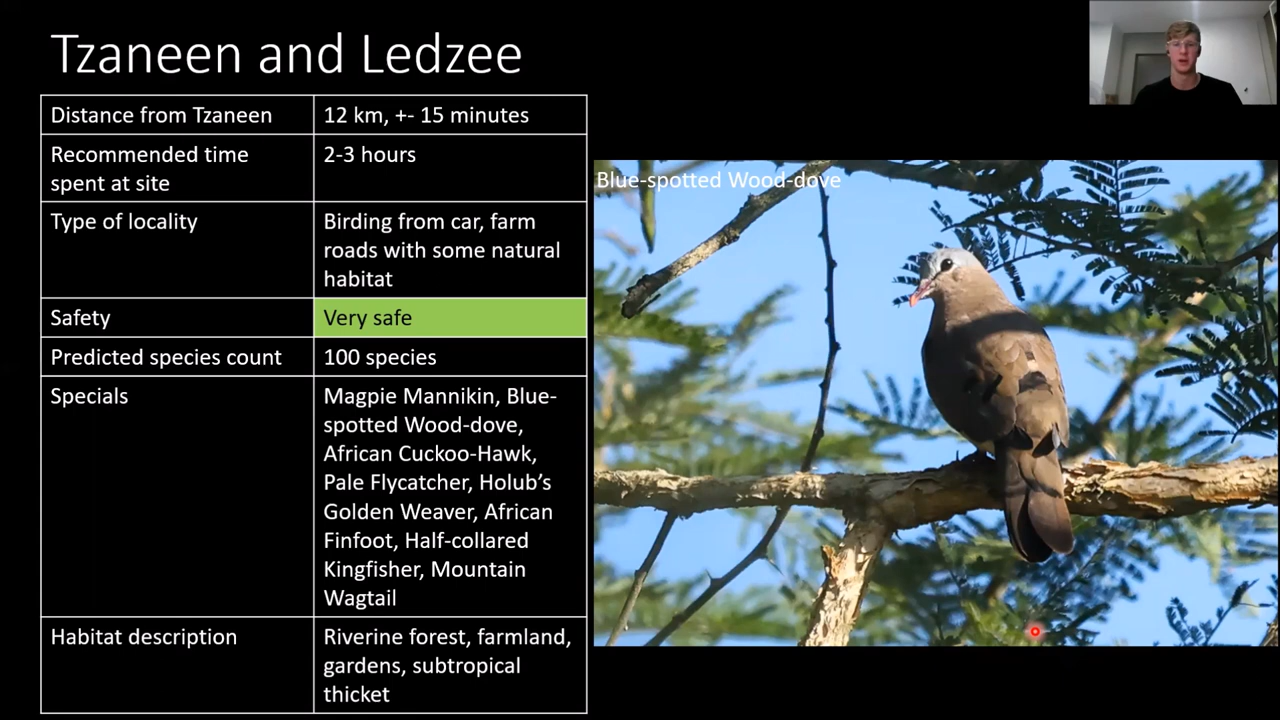 Tzaneen and Ledzee
Distance from Tzaneen
12 km, +- 15 minutes
Recommended time
spent at site
2-3 hours
Type of locality
Birding from car, farm
roads with some natural
habitat
Safety
Very safe
Predicted species count
100 species
Specials
Magpie Mannikin, Blue-
spotted Wood-dove,
African Cuckoo-Hawk,
Pale Flycatcher, Holub’s
Golden Weaver, African
Finfoot, Half-collared
Kingfisher, Mountain
Wagtail
Habitat description
Riverine forest, farmland,
gardens, subtropical
thicket
Blue-spotted Wood-dove